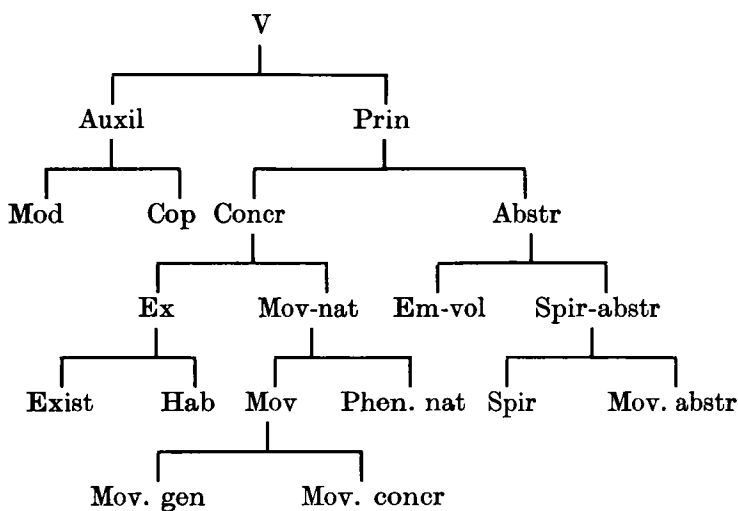 V
Auxil Prin
Mod Cop Concr Abstr
Ex Mov-nat Em-vol Spir-abstr
Exist Hab Mov Phen. nat Spir Mov. abstr
Mov. gen Mov. concr